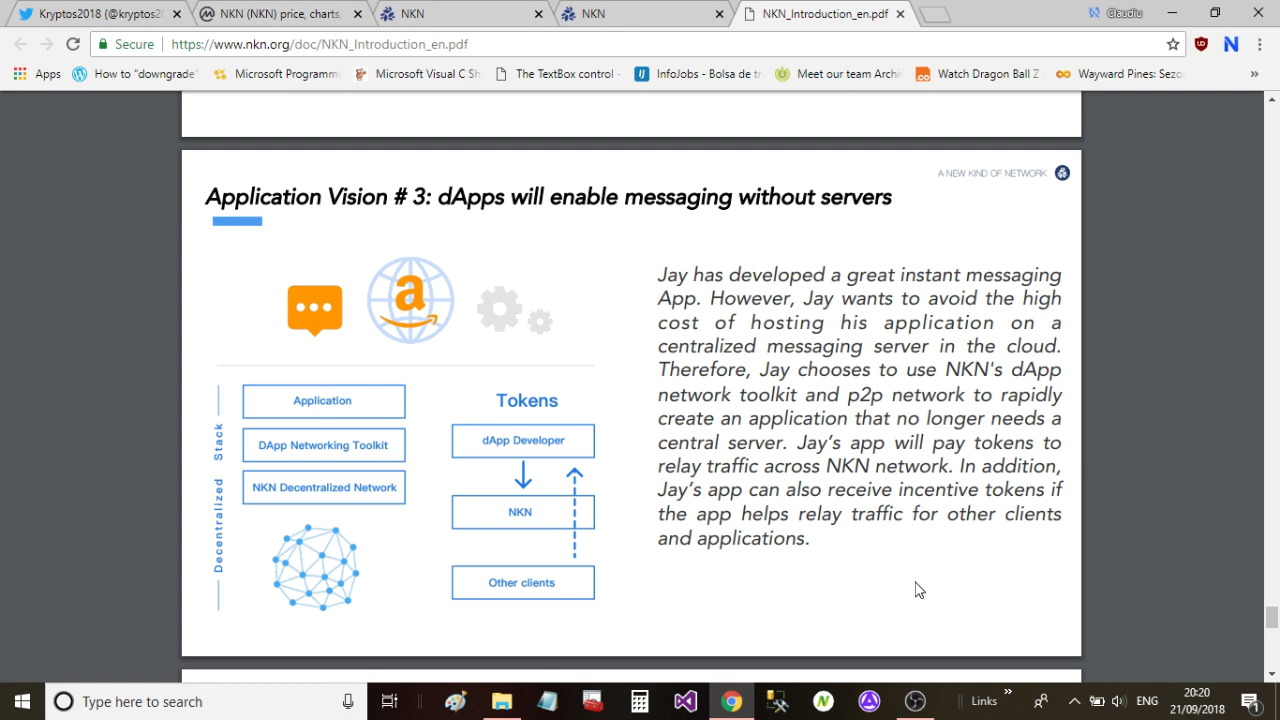 Kryptos2018 (@kryptos2
NKN (NKN) price, charts,
NKN
NKN
NKN_Introduction_en.pdf
Claudiu
Secure
https://www.nkn.org/doc/NKN_Introduction_en.pdf
Apps
How to "downgrade"
Microsoft Programm
Microsoft Visual C Sh
The TextBox control -
InfoJobs - Bolsa de tr
Meet our team Archi
Watch Dragon Ball Z
Wayward Pines: Sezo
»
A NEW KIND OF NETWORK
Application Vision # 3: dApps will enable messaging without servers
a
Decentralized Stack
Application
DApp Networking Toolkit
NKN Decentralized Network
Tokens
dApp Developer
NKN
Other clients
Jay has developed a great instant messaging
App. However, Jay wants to avoid the high
cost of hosting his application on a
centralized messaging server in the cloud.
Therefore, Jay chooses to use NKN's dApp
network toolkit and p2p network to rapidly
create an application that no longer needs a
central server. Jay's app will pay tokens to
relay traffic across NKN network. In addition,
Jay's app can also receive incentive tokens if
the app helps relay traffic for other clients
and applications.
Type here to search
Links
»
ENG
20:20
21/09/2018
1